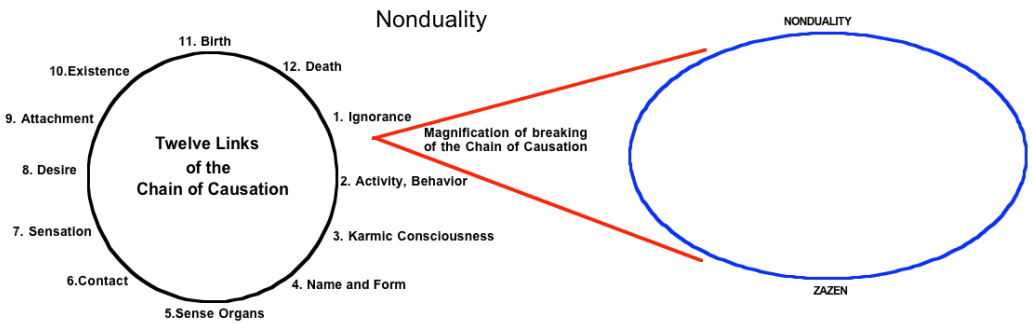 Nonduality
11. Birth
12. Death
1. Ignorance
2. Activity, Behavior
3. Karmic Consciousness
4. Name and Form
5.Sense Organs
6.Contact
7. Sensation
8. Desire
9. Attachment
10.Existence
Twelve Links
of the
Chain of Causation
Magnification of breaking
of the Chain of Causation
NONDUALITY
ZAZEN